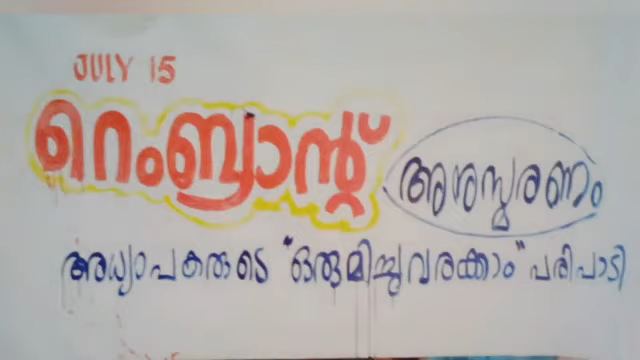 JULY 15
റെംബ്രാന്റ് അനുസ്മരണം
അധ്യാപകരുടെ "ഒരുമിച്ചുവരക്കാം" പരിപാടി